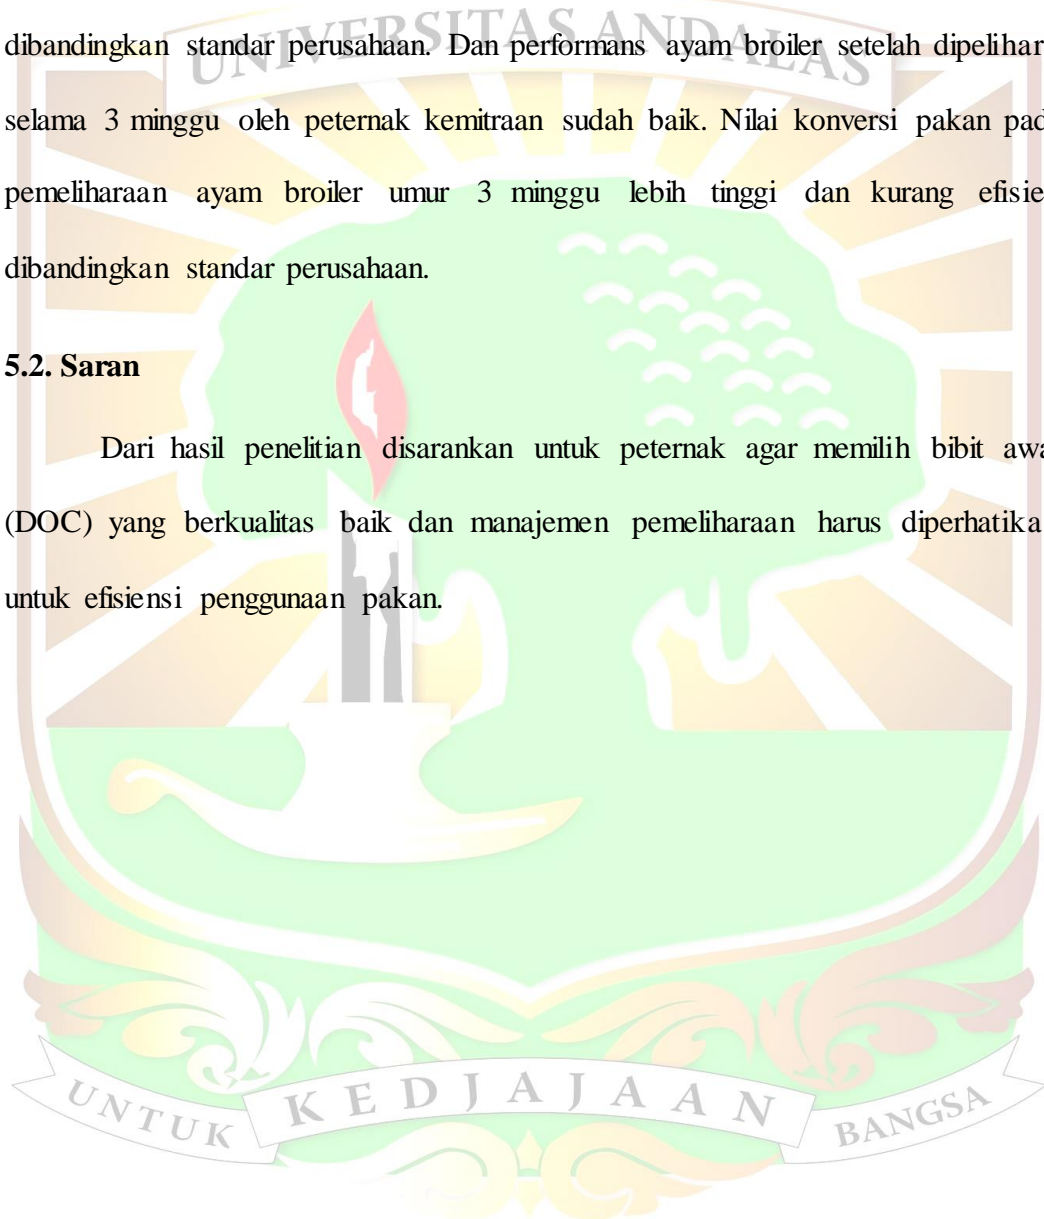 UNIVERSITAS ANDALAS
dibandingkan standar perusahaan. Dan performans ayam broiler setelah dipelihar
selama 3 minggu oleh peternak kemitraan sudah baik. Nilai konversi pakan pad
pemeliharaan ayam broiler umur 3 minggu lebih tinggi dan kurang efisie
dibandingkan standar perusahaan.
5.2. Saran
Dari hasil penelitian disarankan untuk peternak agar memilih bibit awa
(DOC) yang berkualitas baik dan manajemen pemeliharaan harus diperhatika
untuk efisiensi penggunaan pakan.
UNTUK KEDJAJAAN BANGSA